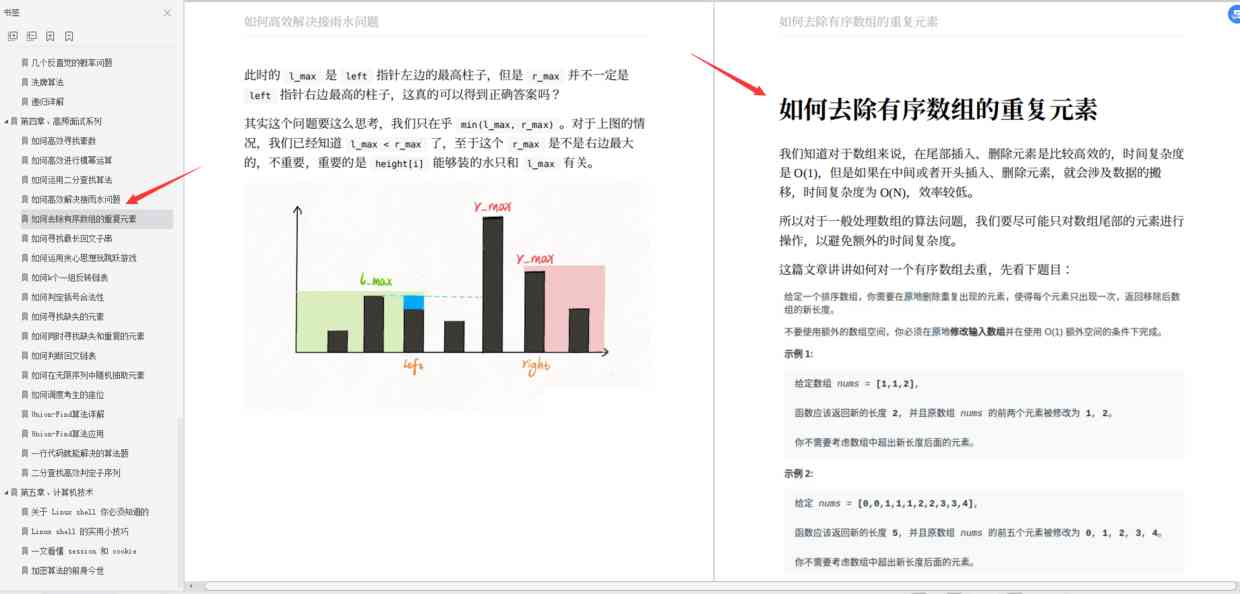 书签
几个反直觉的概率问题
洗牌算法
递归详解
第四章、高频面试系列
如何高效寻找素数
如何高效进行模幂运算
如何运用二分查找算法
如何高效解决接雨水问题
如何去除有序数组的重复元素
如何寻找最长回文子串
如何运用贪心思想玩跳跃游戏
如何k个一组反转链表
如何判定括号合法性
如何寻找缺失的元素
如何同时寻找缺失和重复的元素
如何判断回文链表
如何在无限序列中随机抽取元素
如何调度考生的座位
Union-Find算法详解
Union-Find算法应用
一行代码就能解决的算法题
二分查找高效判定子序列
第五章、计算机技术
关于 Linux shell 你必须知道的
Linux shell 的实用小技巧
一文看懂 session 和 cookie
加密算法的前身今世
如何高效解决接雨水问题
此时的 l_max 是 left 指针左边的最高柱子，但是 r_max 并不一定是
left 指针右边最高的柱子，这真的可以得到正确答案吗？
其实这个问题要这么思考，我们只在乎 min(l_max, r_max) 。对于上图的情
况，我们已经知道 l_max < r_max 了，至于这个 r_max 是不是右边最大
的，不重要，重要的是 height[i] 能够装的水只和 l_max 有关。
r_max
r_max
l_max
left
right
如何去除有序数组的重复元素
如何去除有序数组的重复元素
我们知道对于数组来说，在尾部插入、删除元素是比较高效的，时间复杂度
是 O(1)，但是如果在中间或者开头插入、删除元素，就会涉及数据的搬
移，时间复杂度为 O(N)，效率较低。
所以对于一般处理数组的算法问题，我们要尽可能只对数组尾部的元素进行
操作，以避免额外的时间复杂度。
这篇文章讲讲如何对一个有序数组去重，先看下题目：
给定一个排序数组，你需要在原地删除重复出现的元素，使得每个元素只出现一次，返回移除后数
组的新长度。
不要使用额外的数组空间，你必须在原地修改输入数组并在使用 O(1) 额外空间的条件下完成。
示例 1:
给定数组 nums = [1,1,2],
函数应该返回新的长度 2, 并且原数组 nums 的前两个元素被修改为 1, 2。
你不需要考虑数组中超出新长度后面的元素。
示例 2:
给定 nums = [0,0,1,1,1,2,2,3,3,4],
函数应该返回新的长度 5, 并且原数组 nums 的前五个元素被修改为 0, 1, 2, 3, 4。
你不需要考虑数组中超出新长度后面的元素。